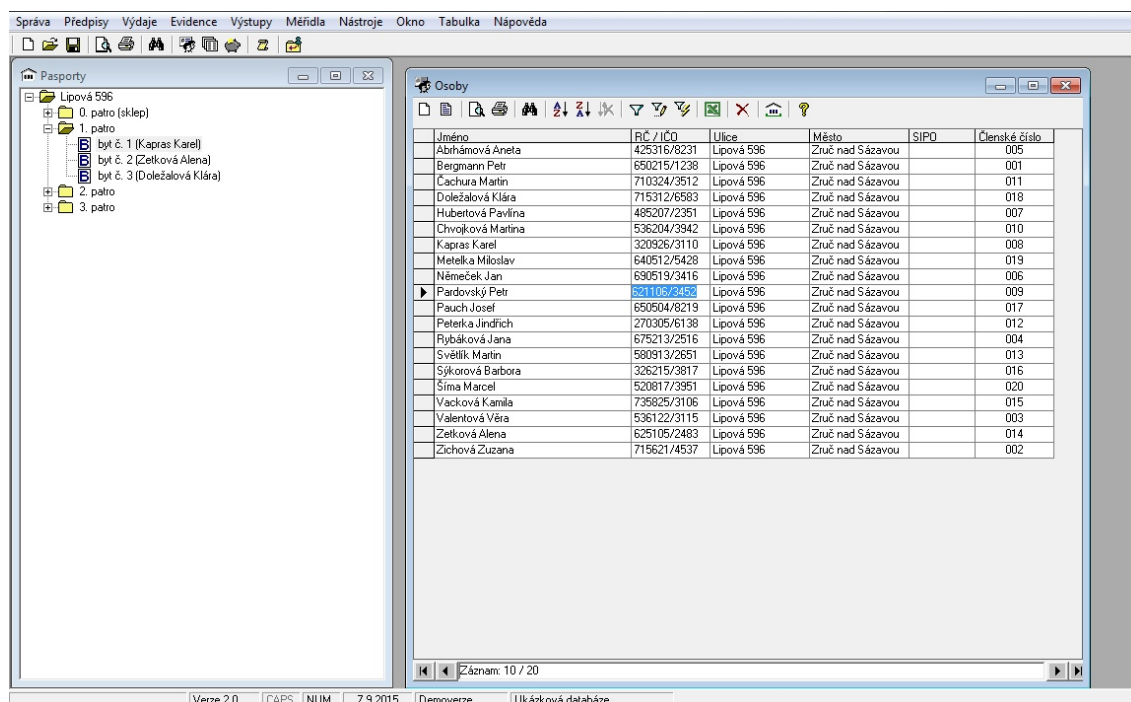 Správa Předpisy Výdaje Evidence Výstupy Měřidla Nástroje Okno Tabulka Nápověda
Pasporty
Lipová 596
0. patro (sklep)
1. patro
B byt č. 1 (Kapras Karel)
B byt č. 2 (Zetková Alena)
B byt č. 3 (Doležalová Klára)
2. patro
3. patro
Osoby
Jméno RČ / IČO Ulice Město SIPO Členské číslo
Abrhámová Aneta 425316/8231 Lipová 596 Zruč nad Sázavou 005
Bergmann Petr 650215/1238 Lipová 596 Zruč nad Sázavou 001
Čachura Martin 710324/3512 Lipová 596 Zruč nad Sázavou 011
Doležalová Klára 715312/6583 Lipová 596 Zruč nad Sázavou 018
Hubertová Pavlína 485207/2351 Lipová 596 Zruč nad Sázavou 007
Chvojková Martina 536204/3942 Lipová 596 Zruč nad Sázavou 010
Kapras Karel 320926/3110 Lipová 596 Zruč nad Sázavou 008
Metelka Miloslav 640512/5428 Lipová 596 Zruč nad Sázavou 019
Němeček Jan 690519/3416 Lipová 596 Zruč nad Sázavou 006
Pardovský Petr 621106/3452 Lipová 596 Zruč nad Sázavou 009
Pauch Josef 650504/8219 Lipová 596 Zruč nad Sázavou 017
Peterka Jindřich 270305/6138 Lipová 596 Zruč nad Sázavou 012
Rybáková Jana 675213/2516 Lipová 596 Zruč nad Sázavou 004
Světlík Martin 580913/2651 Lipová 596 Zruč nad Sázavou 013
Sýkorová Barbora 326215/3817 Lipová 596 Zruč nad Sázavou 016
Šíma Marcel 520817/3951 Lipová 596 Zruč nad Sázavou 020
Vacková Kamila 735825/3106 Lipová 596 Zruč nad Sázavou 015
Valentová Věra 536122/3115 Lipová 596 Zruč nad Sázavou 003
Zetková Alena 625105/2483 Lipová 596 Zruč nad Sázavou 014
Zichová Zuzana 715621/4537 Lipová 596 Zruč nad Sázavou 002
Záznam: 10 / 20
Verze 2.0 CAPS NUM 7.9.2015 Demoverze Ukázková databáze